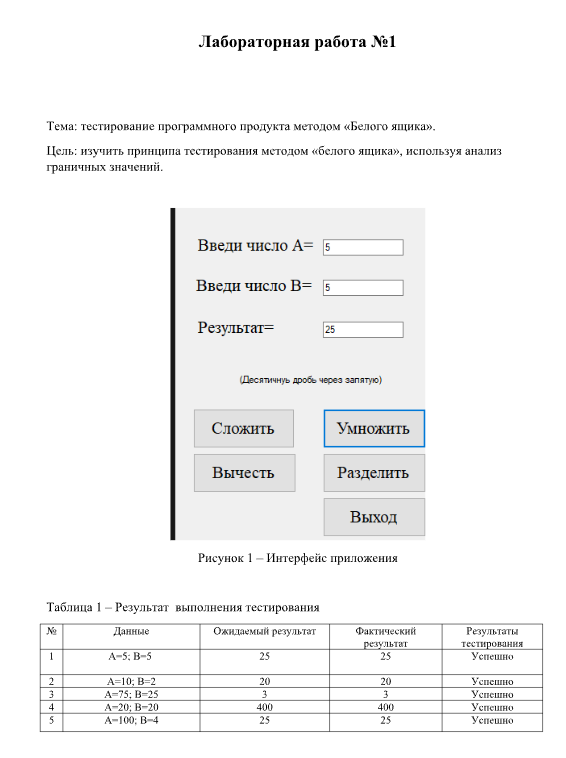 Лабораторная работа №1
Тема: тестирование программного продукта методом «Белого ящика».
Цель: изучить принципа тестирования методом «белого ящика», используя анализ
граничных значений.
Введи число A= 5
Введи число B= 5
Результат= 25
(Десятичнуь дробь через запятую)
Сложить Умножить
Вычесть Разделить
Выход
Рисунок 1 – Интерфейс приложения
Таблица 1 – Результат выполнения тестирования
№ Данные Ожидаемый результат Фактический результат Результаты тестирования
1 A=5; B=5 25 25 Успешно
2 A=10; B=2 20 20 Успешно
3 A=75; B=25 3 3 Успешно
4 A=20; B=20 400 400 Успешно
5 A=100; B=4 25 25 Успешно